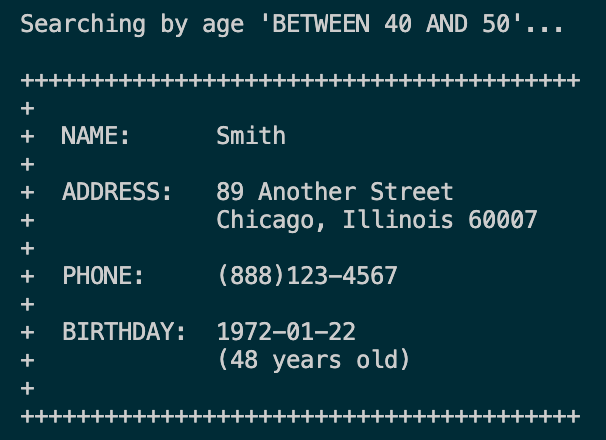 Searching by age 'BETWEEN 40 AND 50'...
++++++++++++++++++++++++++++++++++++++++
+
+ NAME: Smith
+
+ ADDRESS: 89 Another Street
+ Chicago, Illinois 60007
+
+ PHONE: (888)123-4567
+
+ BIRTHDAY: 1972-01-22
+ (48 years old)
+
++++++++++++++++++++++++++++++++++++++++